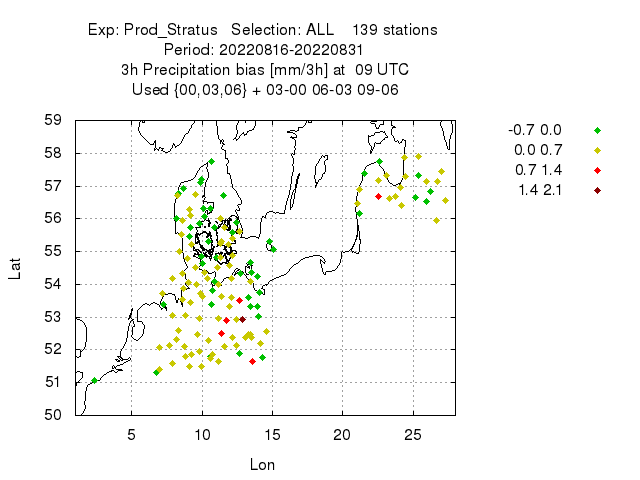 Exp: Prod_Stratus Selection: ALL 139 stations
Period: 20220816-20220831
3h Precipitation bias [mm/3h] at 09 UTC
Used {00,03,06} + 03-00 06-03 09-06
59
58
57
56
55
54
53
52
51
50
Lat
5 10 15 20 25
Lon
-0.7 0.0
0.0 0.7
0.7 1.4
1.4 2.1